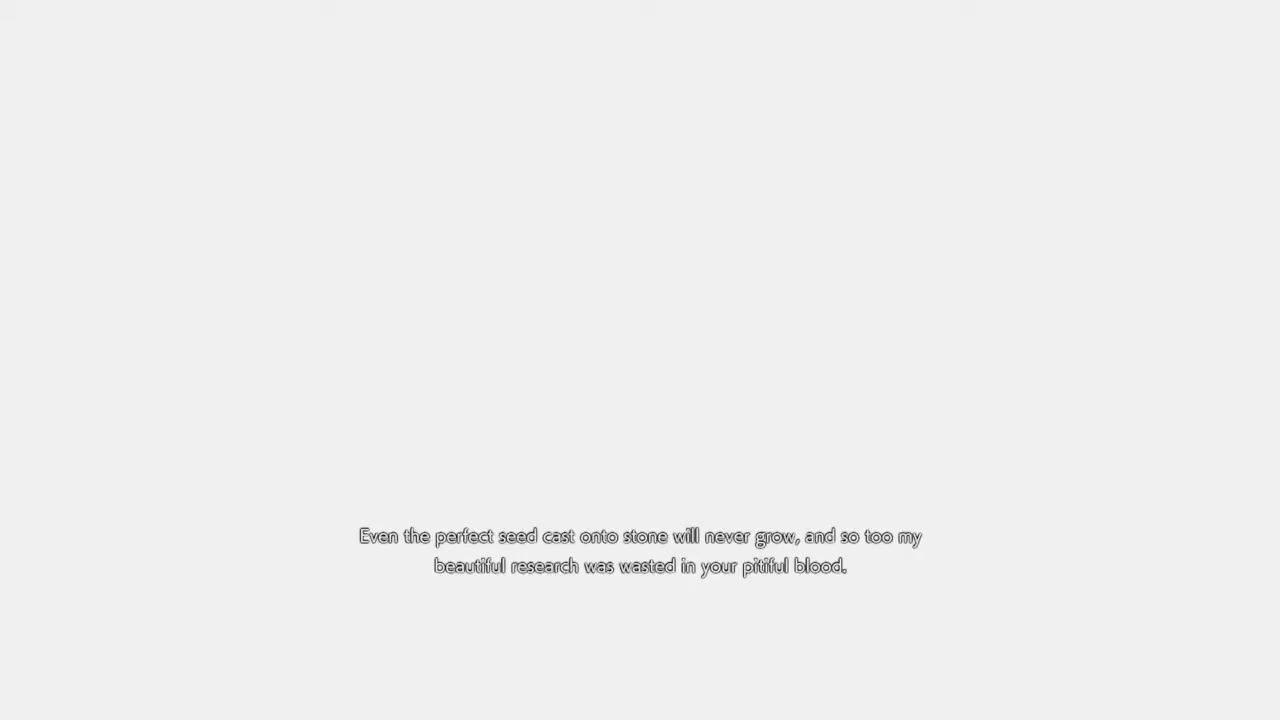 Even the perfect seed cast onto stone will never grow, and so too my
beautiful research was wasted in your pitiful blood.